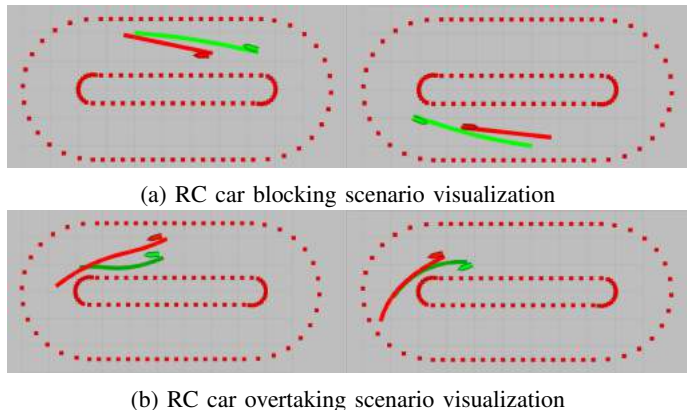 (a) RC car blocking scenario visualization
(b) RC car overtaking scenario visualization